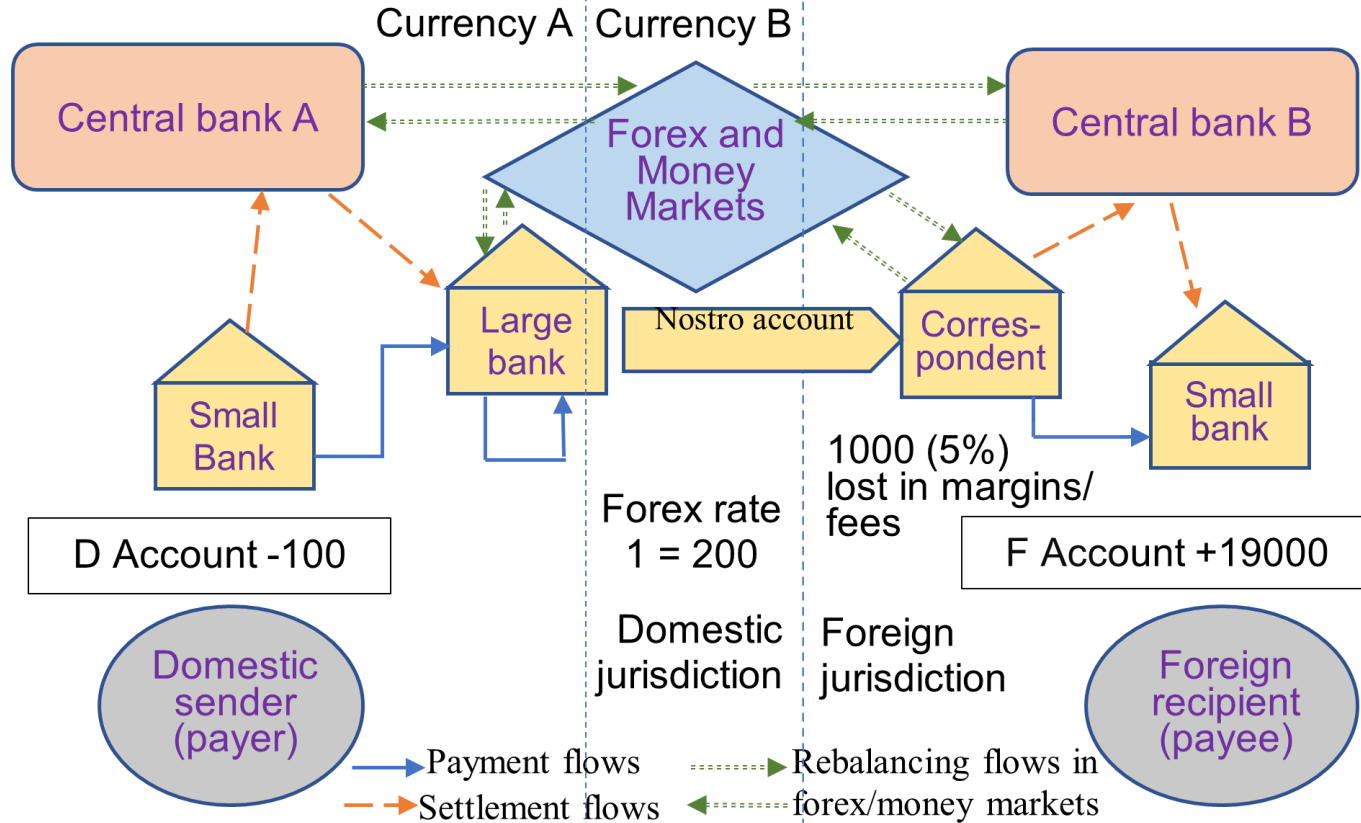 Currency A
Currency B
Central bank A
Forex and
Money
Markets
Central bank B
Large
bank
Nostro account
Corres-
pondent
Small
Bank
Small
bank
1000 (5%)
lost in margins/
fees
Forex rate
1 = 200
D Account -100
F Account +19000
Domestic
jurisdiction
Foreign
jurisdiction
Domestic
sender
(payer)
Foreign
recipient
(payee)
Payment flows
Settlement flows
Rebalancing flows in
forex/money markets